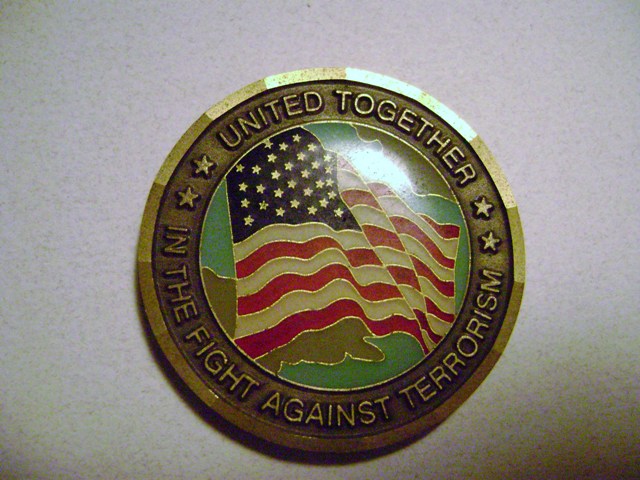 UNITED TOGETHER
IN THE FIGHT AGAINST TERRORISM